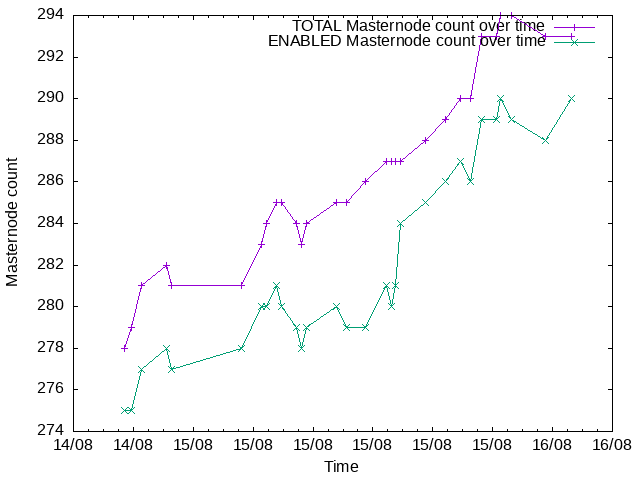 TOTAL Masternode count over time
ENABLED Masternode count over time
294
292
290
288
286
284
282
280
278
276
274
Masternode count
14/08 14/08 15/08 15/08 15/08 15/08 15/08 15/08 16/08 16/08
Time